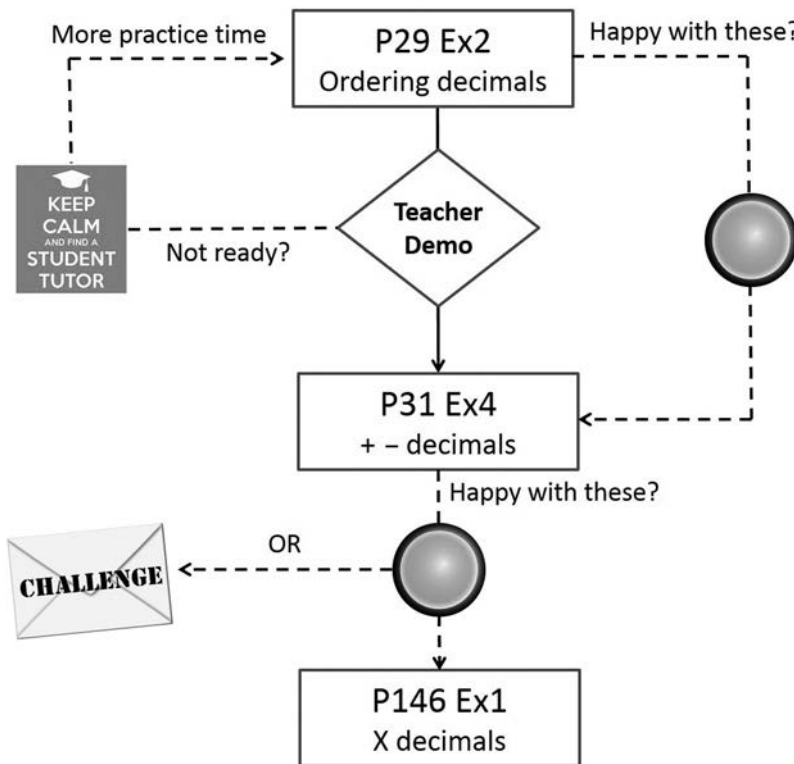 More practice time
P29 Ex2
Ordering decimals
Happy with these?
KEEP
CALM
AND FIND A
STUDENT
TUTOR
Not ready?
Teacher
Demo
P31 Ex4
+ − decimals
Happy with these?
OR
CHALLENGE
P146 Ex1
X decimals